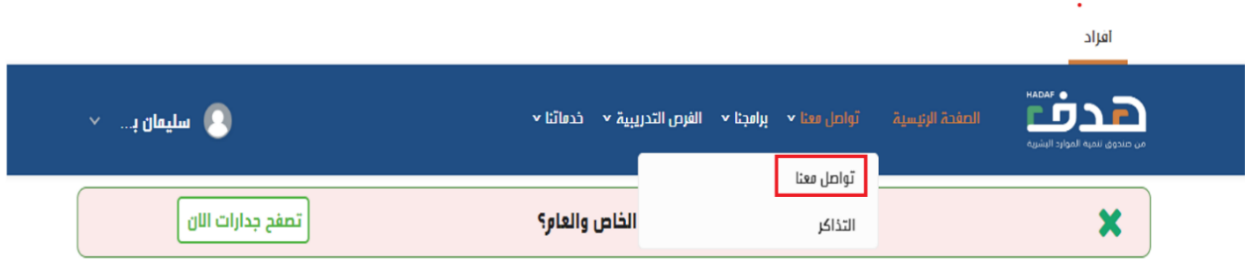 افراد
HADAF
هدف
من صندوق تنمية الموارد البشرية
الصفحة الرئيسية
تواصل معنا
برامجنا
الفرص التدريبية
خدماتنا
سليمان بـ...
تواصل معنا
التذاكر
الخاص والعام؟
تصفح جدارات الان